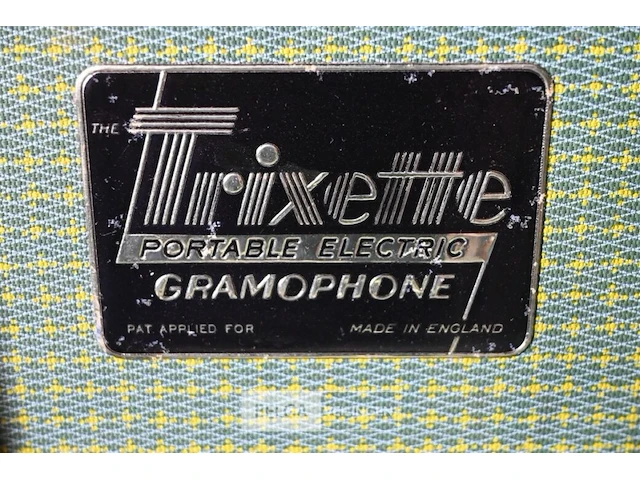 THE Trixette
PORTABLE ELECTRIC
GRAMOPHONE
PAT. APPLIED FOR MADE IN ENGLAND